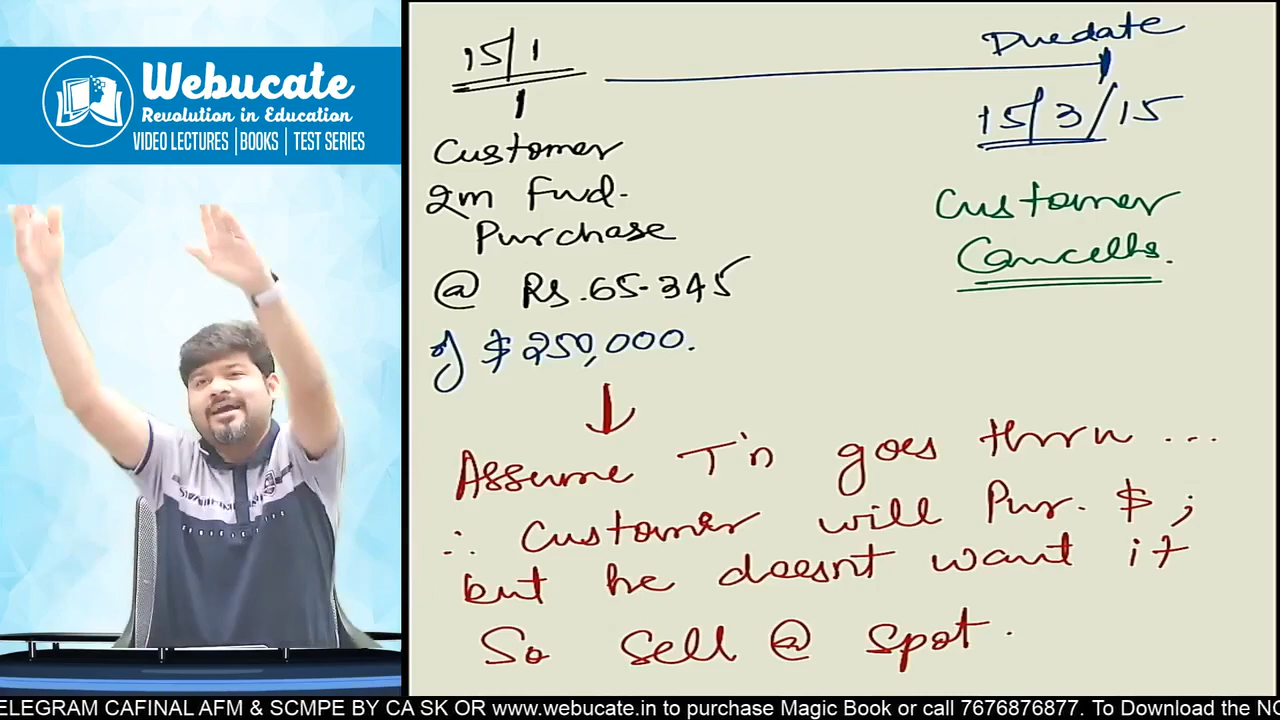 Webucate
Revolution in Education
VIDEO LECTURES | BOOKS | TEST SERIES
15/1
Due date
15/3/15
Customer
2m Fwd.
Purchase
@ Rs.65.345
of $250,000.
Customer
Cancells.
Assume T'n goes thru ...
∴ Customer will Pur. $ ;
but he doesnt want it
So Sell @ Spot.
ELEGRAM CAFINAL AFM & SCMPE BY CA SK OR www.webucate.in to purchase Magic Book or call 7676876877. To Download the NO